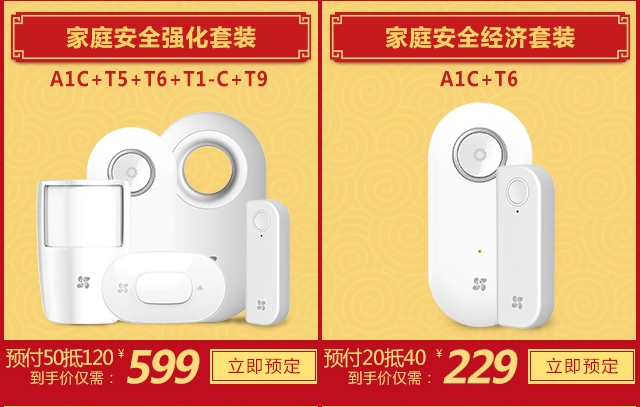 家庭安全强化套装
A1C+T5+T6+T1-C+T9
预付50抵120
到手价仅需：
¥599
立即预定
家庭安全经济套装
A1C+T6
预付20抵40
到手价仅需：
¥229
立即预定